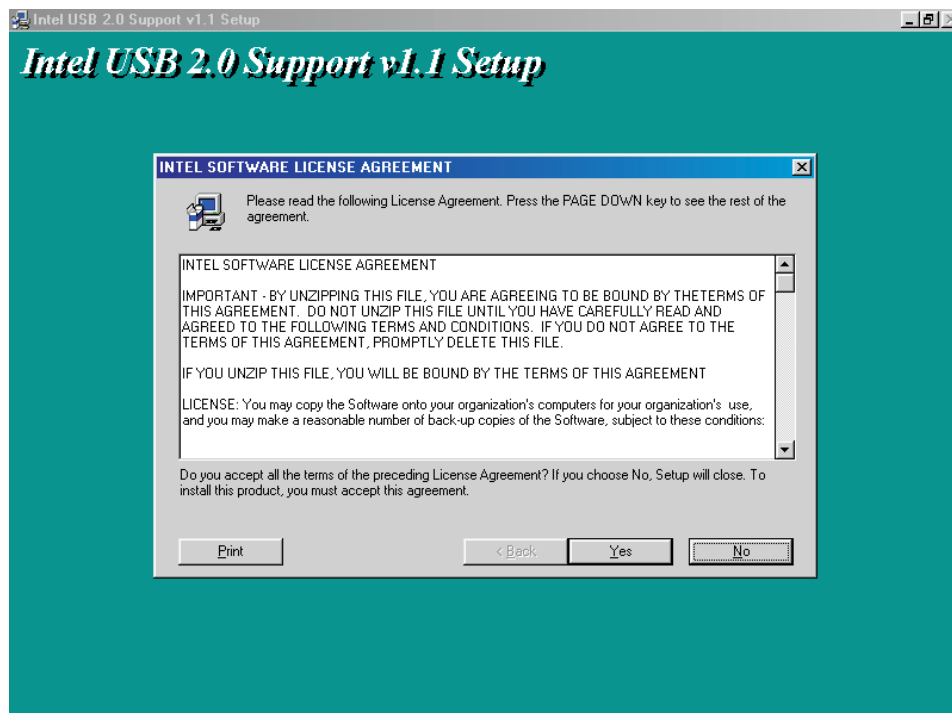 Intel USB 2.0 Support v1.1 Setup
Intel USB 2.0 Support v1.1 Setup
INTEL SOFTWARE LICENSE AGREEMENT
Please read the following License Agreement. Press the PAGE DOWN key to see the rest of the
agreement.
INTEL SOFTWARE LICENSE AGREEMENT
IMPORTANT - BY UNZIPPING THIS FILE, YOU ARE AGREEING TO BE BOUND BY THETERMS OF
THIS AGREEMENT. DO NOT UNZIP THIS FILE UNTIL YOU HAVE CAREFULLY READ AND
AGREED TO THE FOLLOWING TERMS AND CONDITIONS. IF YOU DO NOT AGREE TO THE
TERMS OF THIS AGREEMENT, PROMPTLY DELETE THIS FILE.
IF YOU UNZIP THIS FILE, YOU WILL BE BOUND BY THE TERMS OF THIS AGREEMENT
LICENSE: You may copy the Software onto your organization's computers for your organization's use,
and you may make a reasonable number of back-up copies of the Software, subject to these conditions:
Do you accept all the terms of the preceding License Agreement? If you choose No, Setup will close. To
install this product, you must accept this agreement.
Print
< Back
Yes
No